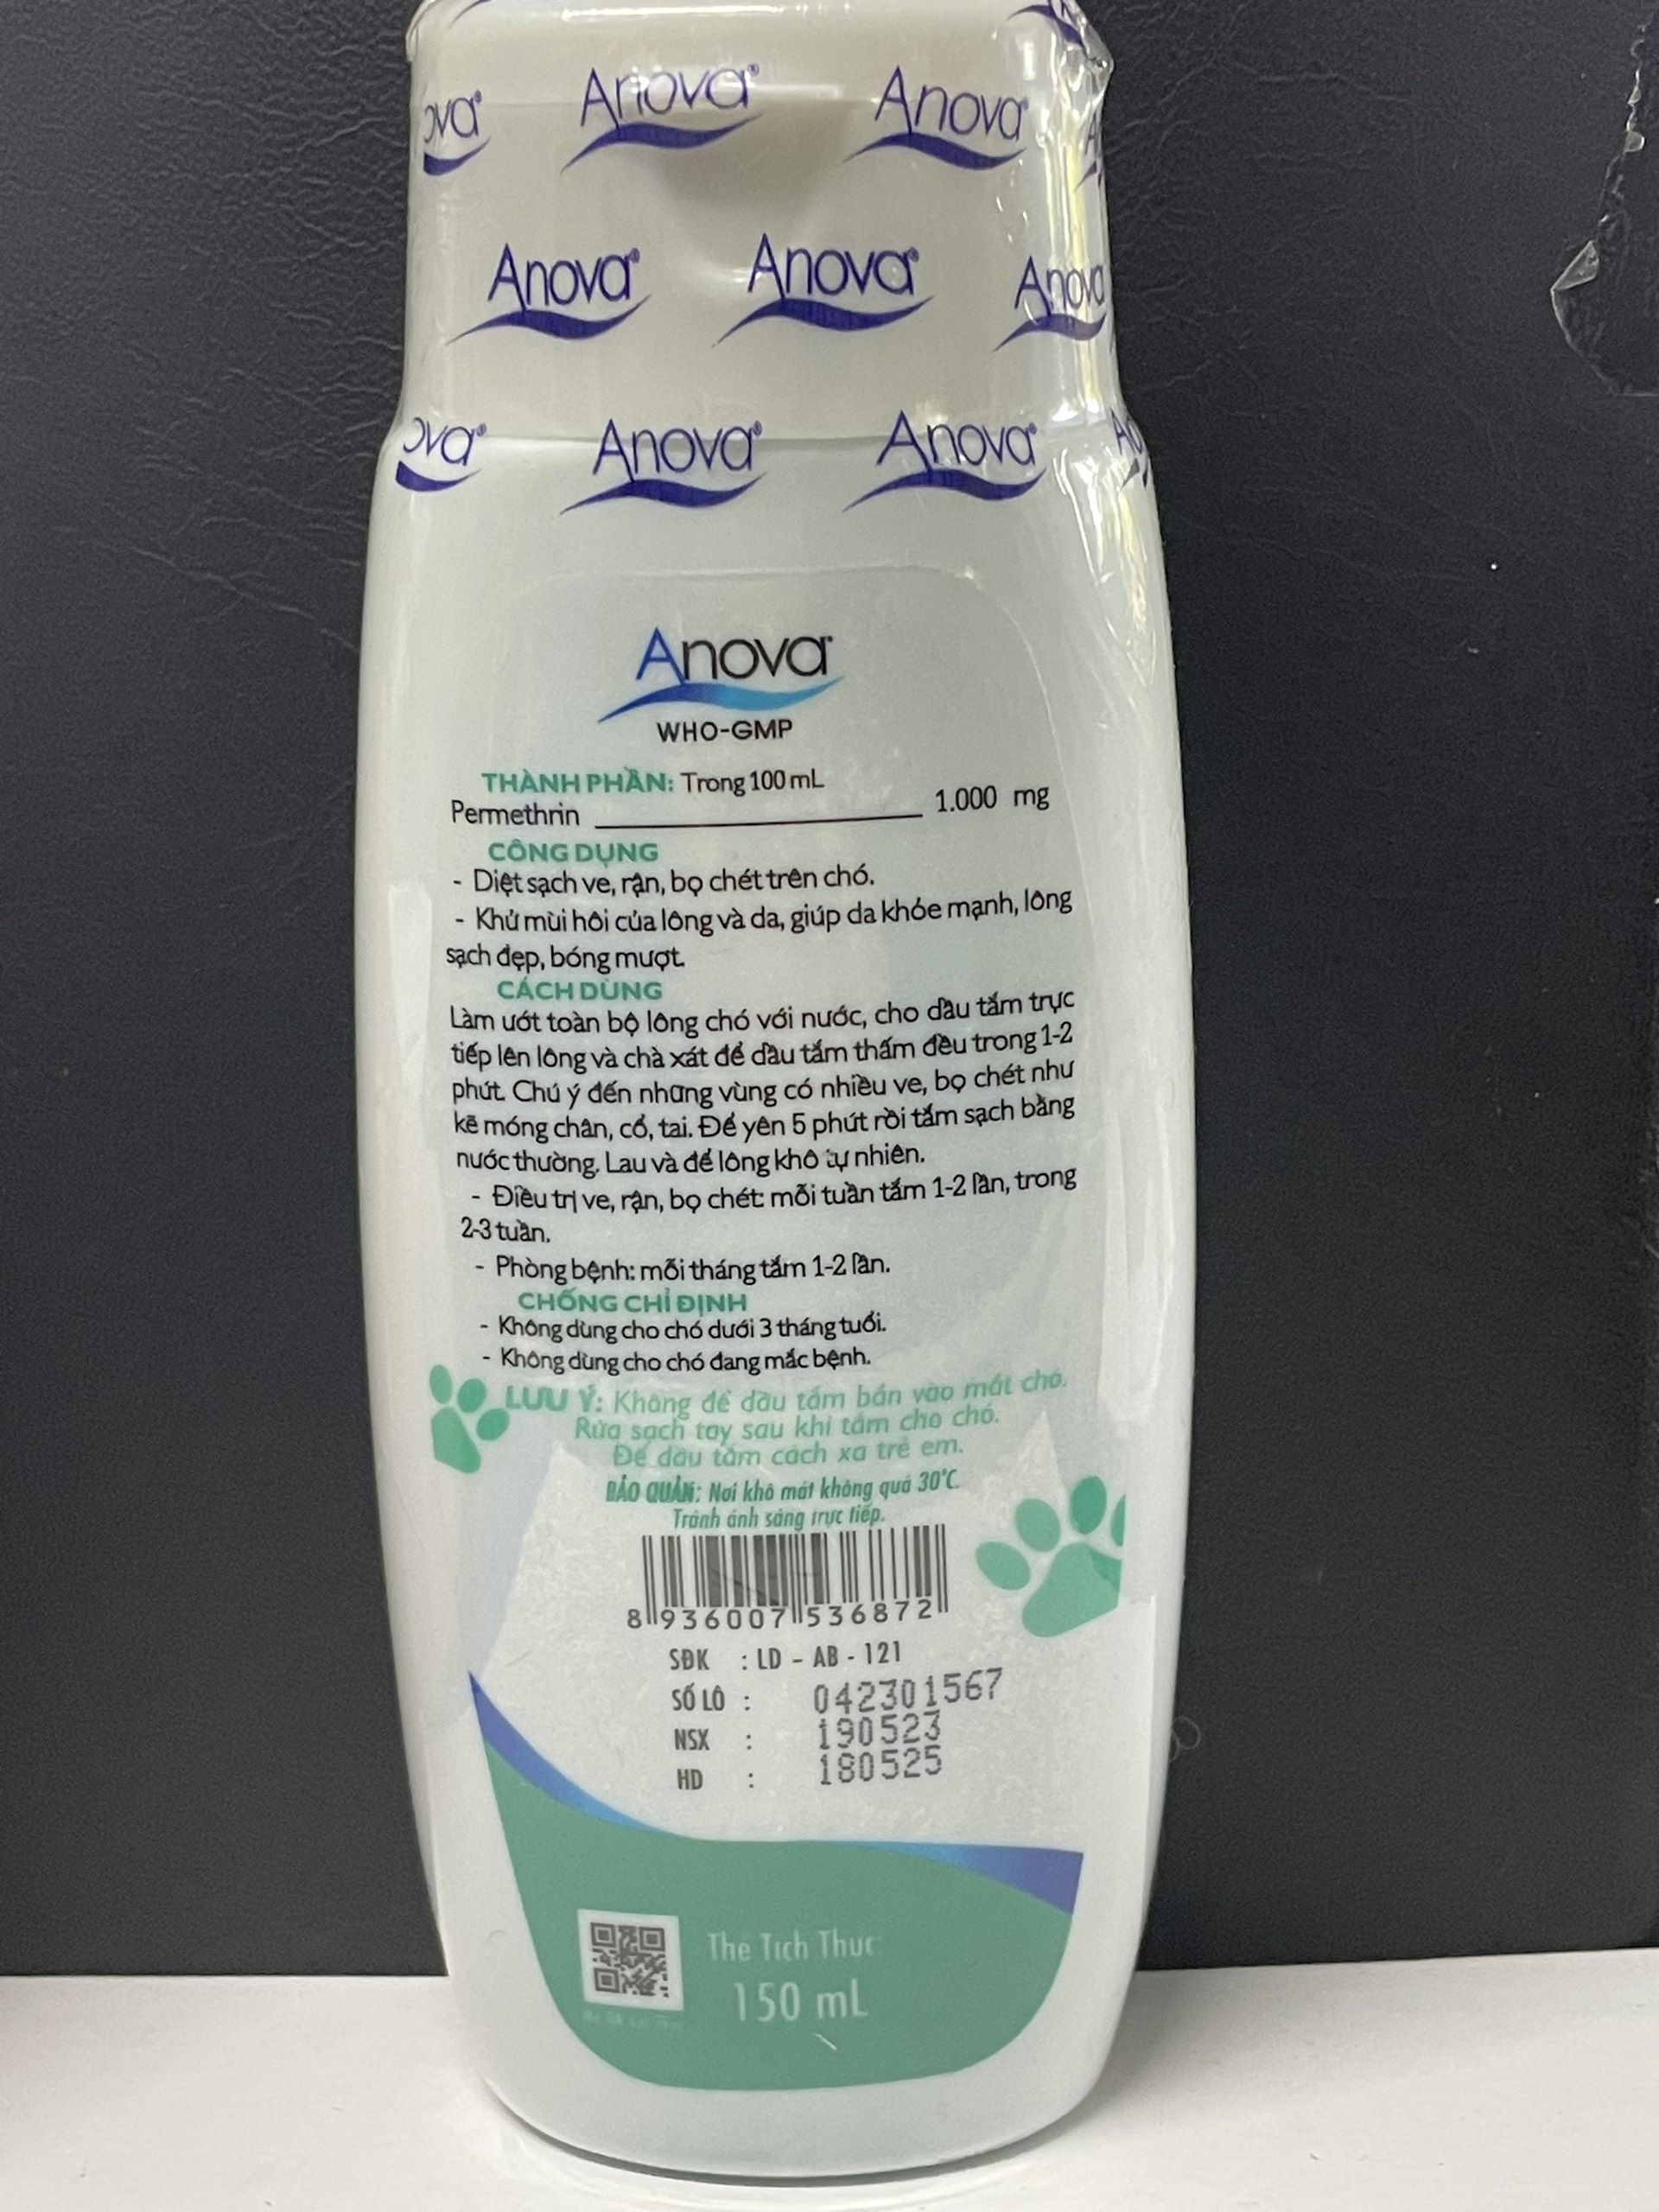 Anova®
Anova®
Anova®
Anova®
Anova
Anova®
Anova®
Anova®
WHO-GMP
THÀNH PHẦN: Trong 100 mL
Permethrin 1.000 mg
CÔNG DỤNG
- Diệt sạch ve, rận, bọ chét trên chó.
- Khử mùi hôi của lông và da, giúp da khỏe mạnh, lông
sạch đẹp, bóng mượt.
CÁCH DÙNG
Làm ướt toàn bộ lông chó với nước, cho dầu tắm trực
tiếp lên lông và chà xát để dầu tắm thấm đều trong 1-2
phút. Chú ý đến những vùng có nhiều ve, bọ chét như
kẽ móng chân, cổ, tai. Để yên 5 phút rồi tắm sạch bằng
nước thường. Lau và để lông khô tự nhiên.
- Điều trị ve, rận, bọ chét: mỗi tuần tắm 1-2 lần, trong
2-3 tuần.
- Phòng bệnh: mỗi tháng tắm 1-2 lần.
CHỐNG CHỈ ĐỊNH
- Không dùng cho chó dưới 3 tháng tuổi.
- Không dùng cho chó đang mắc bệnh.
LƯU Ý: Không để dầu tắm bắn vào mắt chó.
Rửa sạch tay sau khi tắm cho chó.
Để dầu tắm cách xa trẻ em.
BẢO QUẢN: Nơi khô mát không quá 30°C.
Tránh ánh sáng trực tiếp.
8 936007 536872
SĐK : LD - AB - 121
SỐ LÔ : 042301567
NSX : 190523
HD : 180525
Thể Tích Thực
150 mL